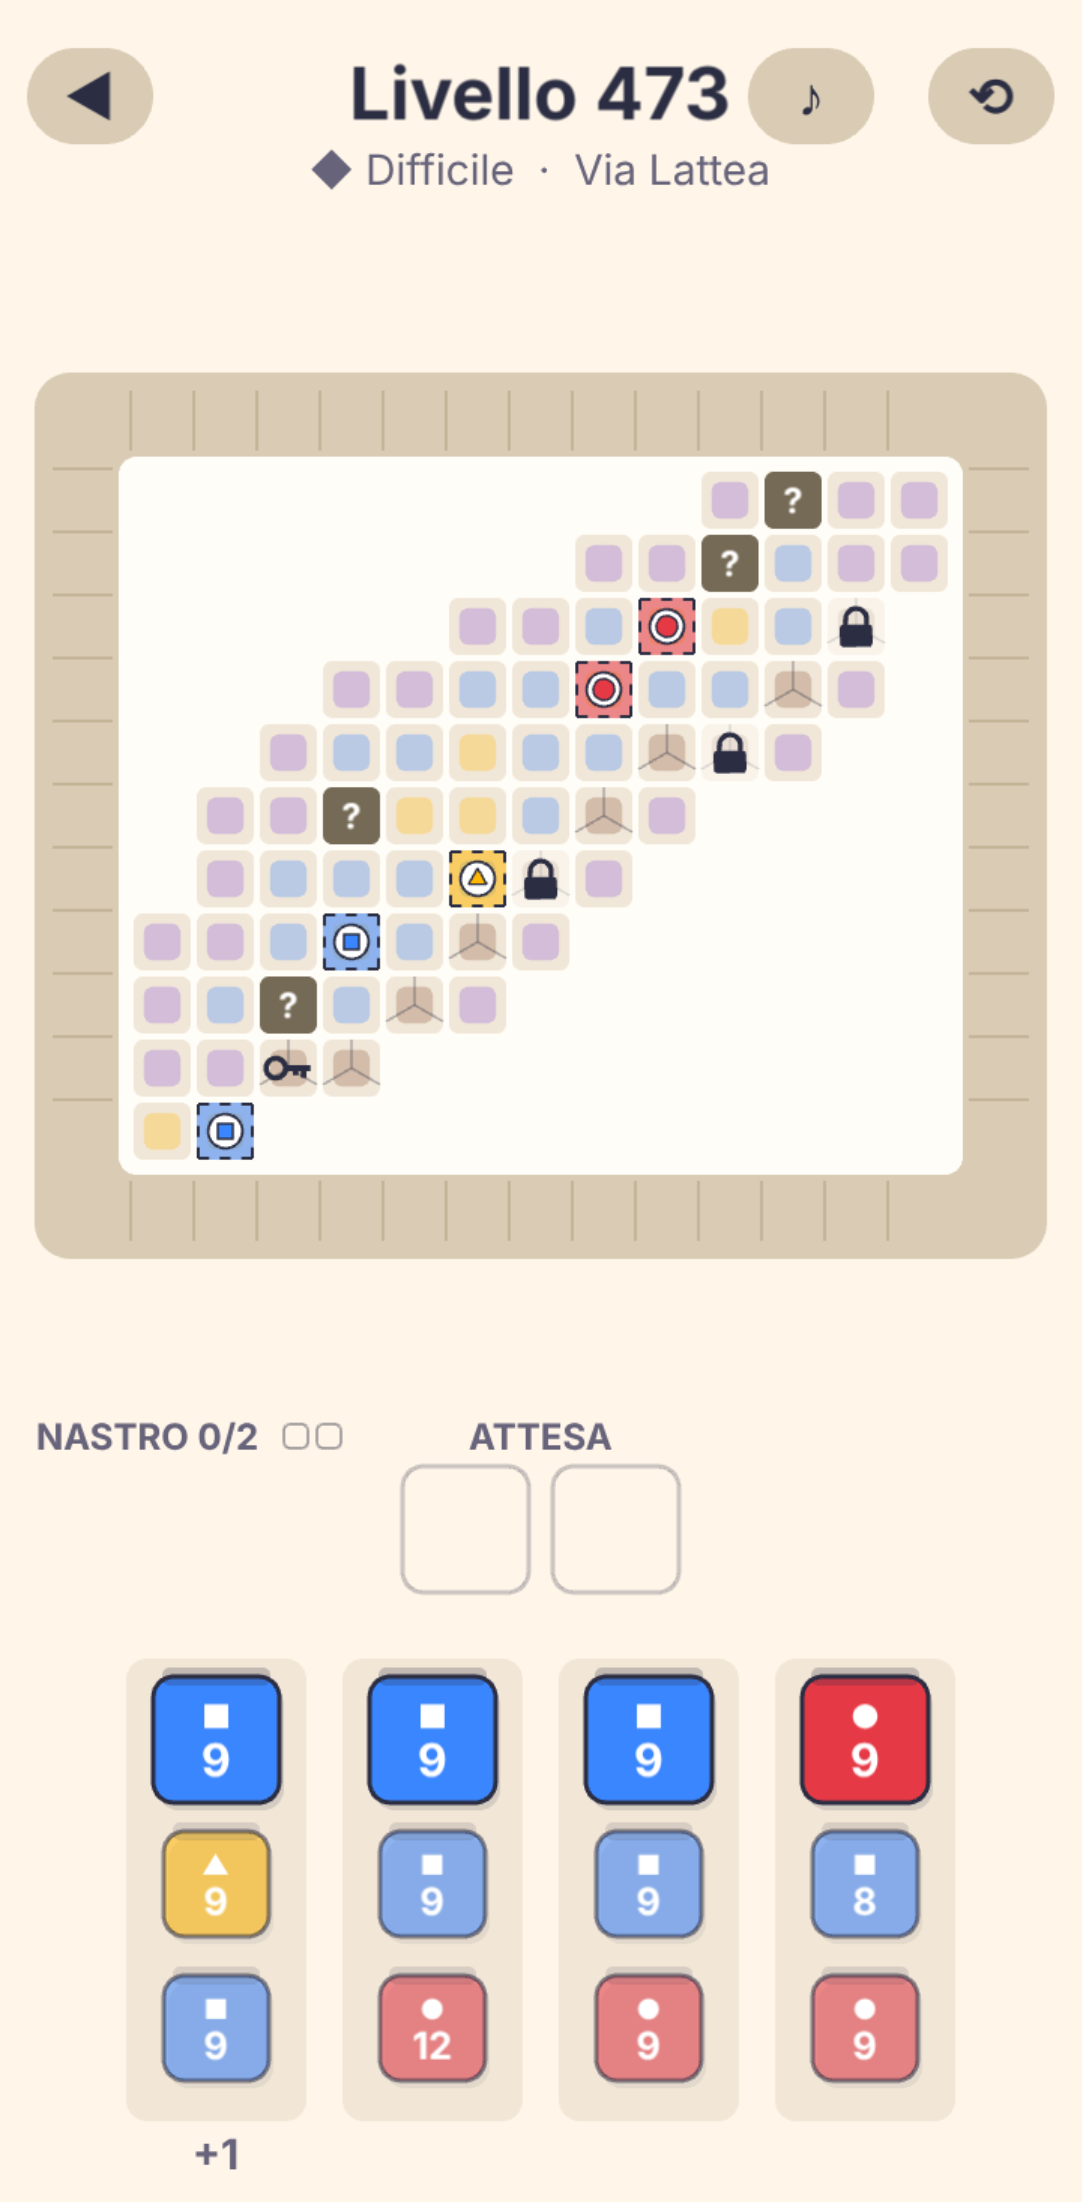 Livello 473
Difficile · Via Lattea
?
?
?
?
NASTRO 0/2
ATTESA
9 9 9 9
9 9 9 8
9 12 9 9
+1